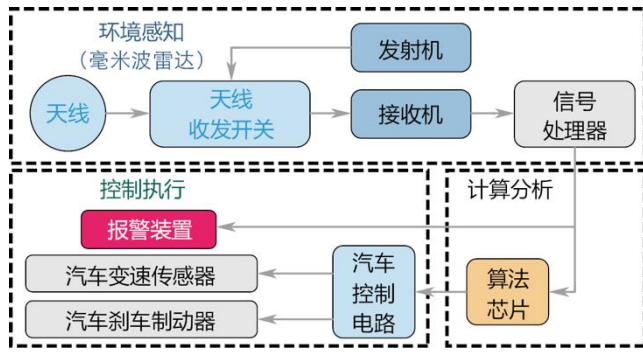 环境感知
（毫米波雷达）
发射机
天线
天线
收发开关
接收机
信号
处理器
控制执行
计算分析
报警装置
汽车变速传感器
汽车
控制
电路
算法
芯片
汽车刹车制动器